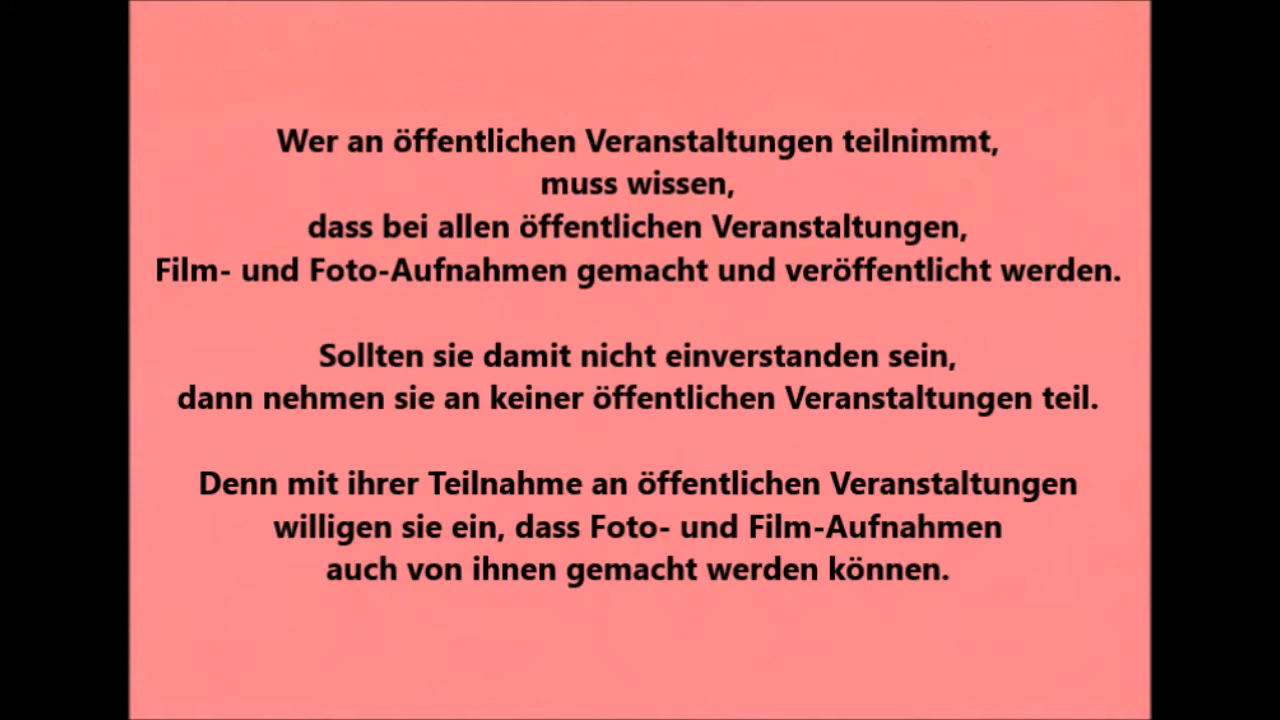 Wer an öffentlichen Veranstaltungen teilnimmt,
muss wissen,
dass bei allen öffentlichen Veranstaltungen,
Film- und Foto-Aufnahmen gemacht und veröffentlicht werden.
Sollten sie damit nicht einverstanden sein,
dann nehmen sie an keiner öffentlichen Veranstaltungen teil.
Denn mit ihrer Teilnahme an öffentlichen Veranstaltungen
willigen sie ein, dass Foto- und Film-Aufnahmen
auch von ihnen gemacht werden können.